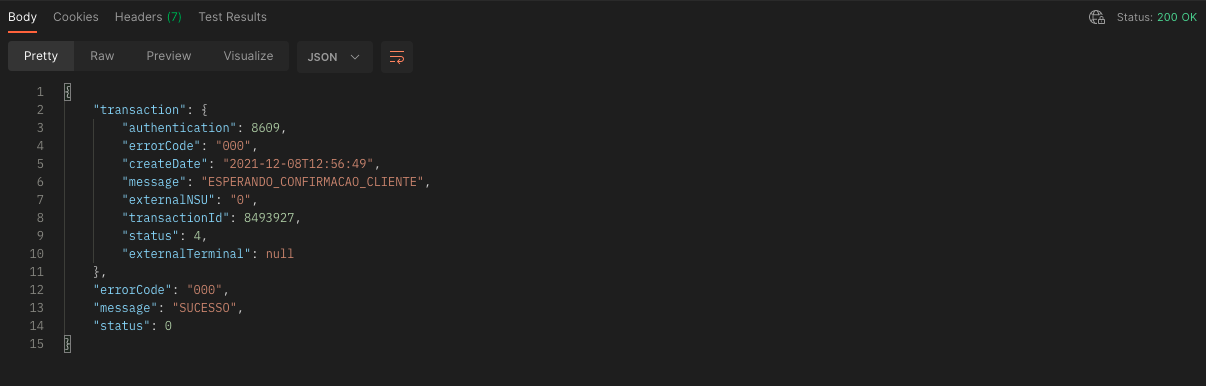 Body Cookies Headers (7) Test Results Status: 200 OK
Pretty Raw Preview Visualize JSON
1 {
2 "transaction": {
3 "authentication": 8609,
4 "errorCode": "000",
5 "createDate": "2021-12-08T12:56:49",
6 "message": "ESPERANDO_CONFIRMACAO_CLIENTE",
7 "externalNSU": "0",
8 "transactionId": 8493927,
9 "status": 4,
10 "externalTerminal": null
11 },
12 "errorCode": "000",
13 "message": "SUCESSO",
14 "status": 0
15 }